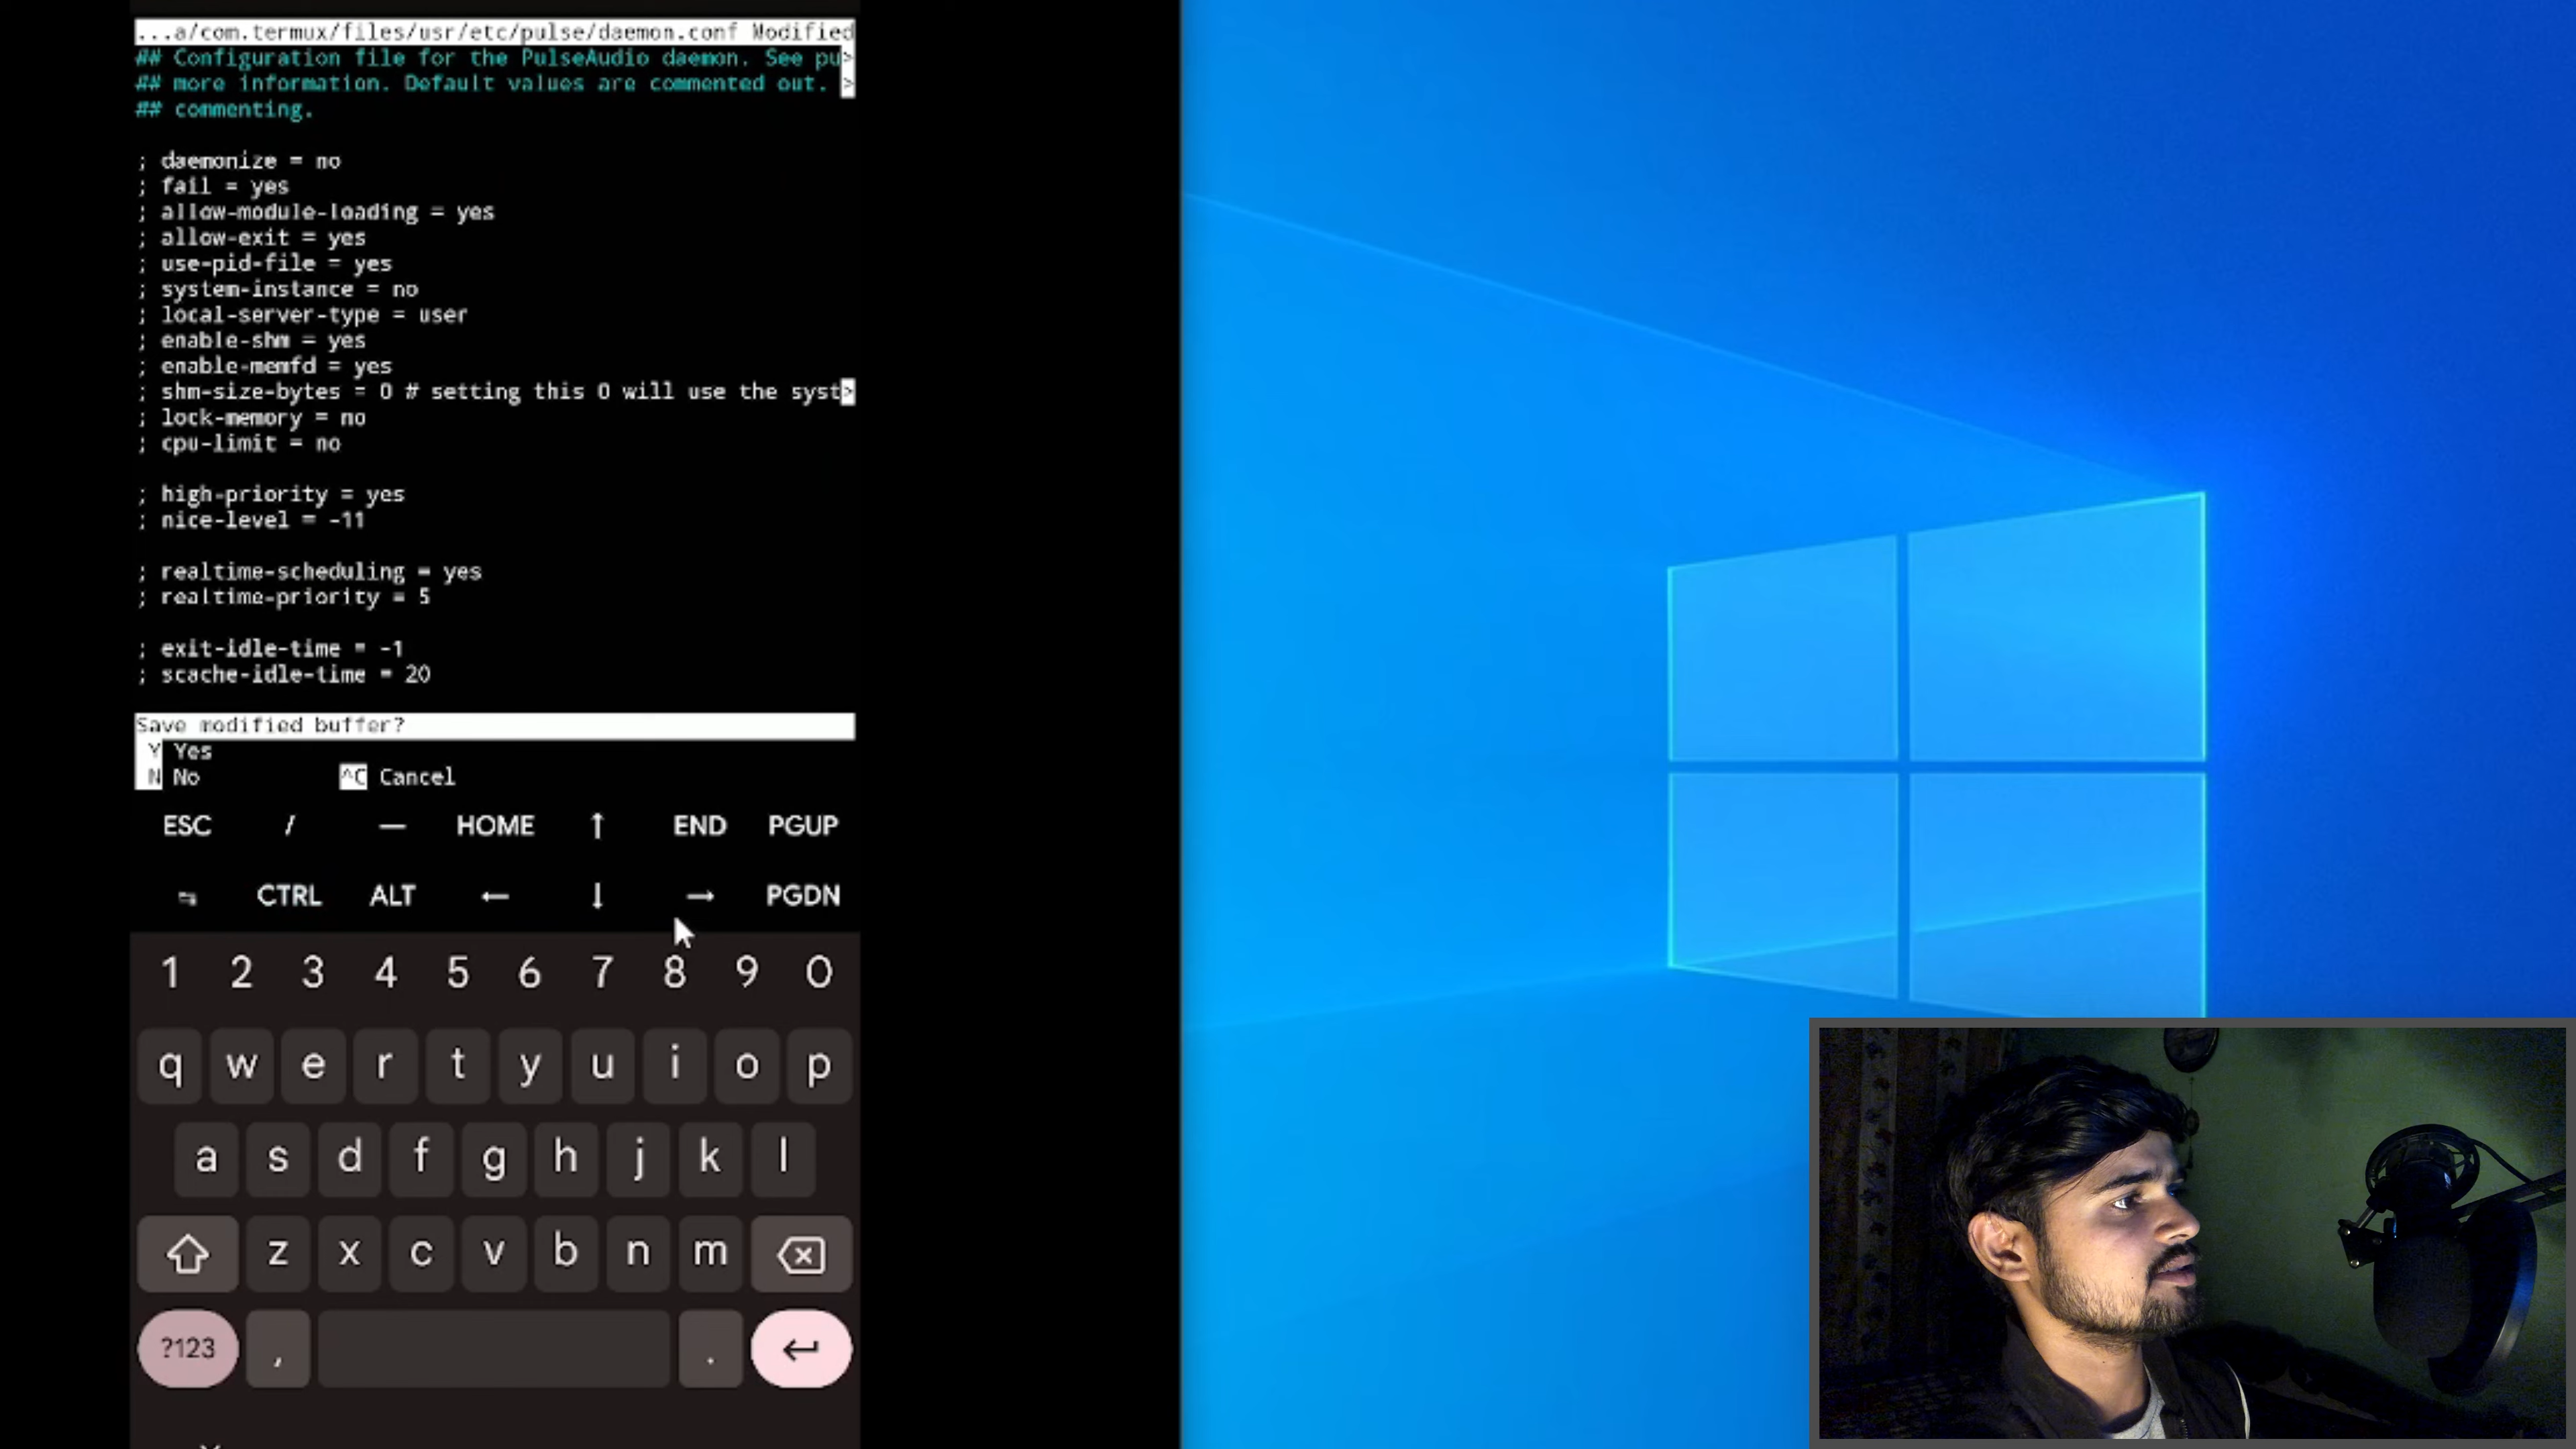 ...a/com.termux/files/usr/etc/pulse/daemon.conf Modified
## Configuration file for the PulseAudio daemon. See pu>
## more information. Default values are commented out. >
## commenting.
; daemonize = no
; fail = yes
; allow-module-loading = yes
; allow-exit = yes
; use-pid-file = yes
; system-instance = no
; local-server-type = user
; enable-shm = yes
; enable-memfd = yes
; shm-size-bytes = 0 # setting this 0 will use the syst>
; lock-memory = no
; cpu-limit = no
; high-priority = yes
; nice-level = -11
; realtime-scheduling = yes
; realtime-priority = 5
; exit-idle-time = -1
; scache-idle-time = 20
Save modified buffer?
Y Yes
N No ^C Cancel
ESC / — HOME ↑ END PGUP
⇆ CTRL ALT ← ↓ → PGDN
1 2 3 4 5 6 7 8 9 0
q w e r t y u i o p
a s d f g h j k l
z x c v b n m
?123 , .